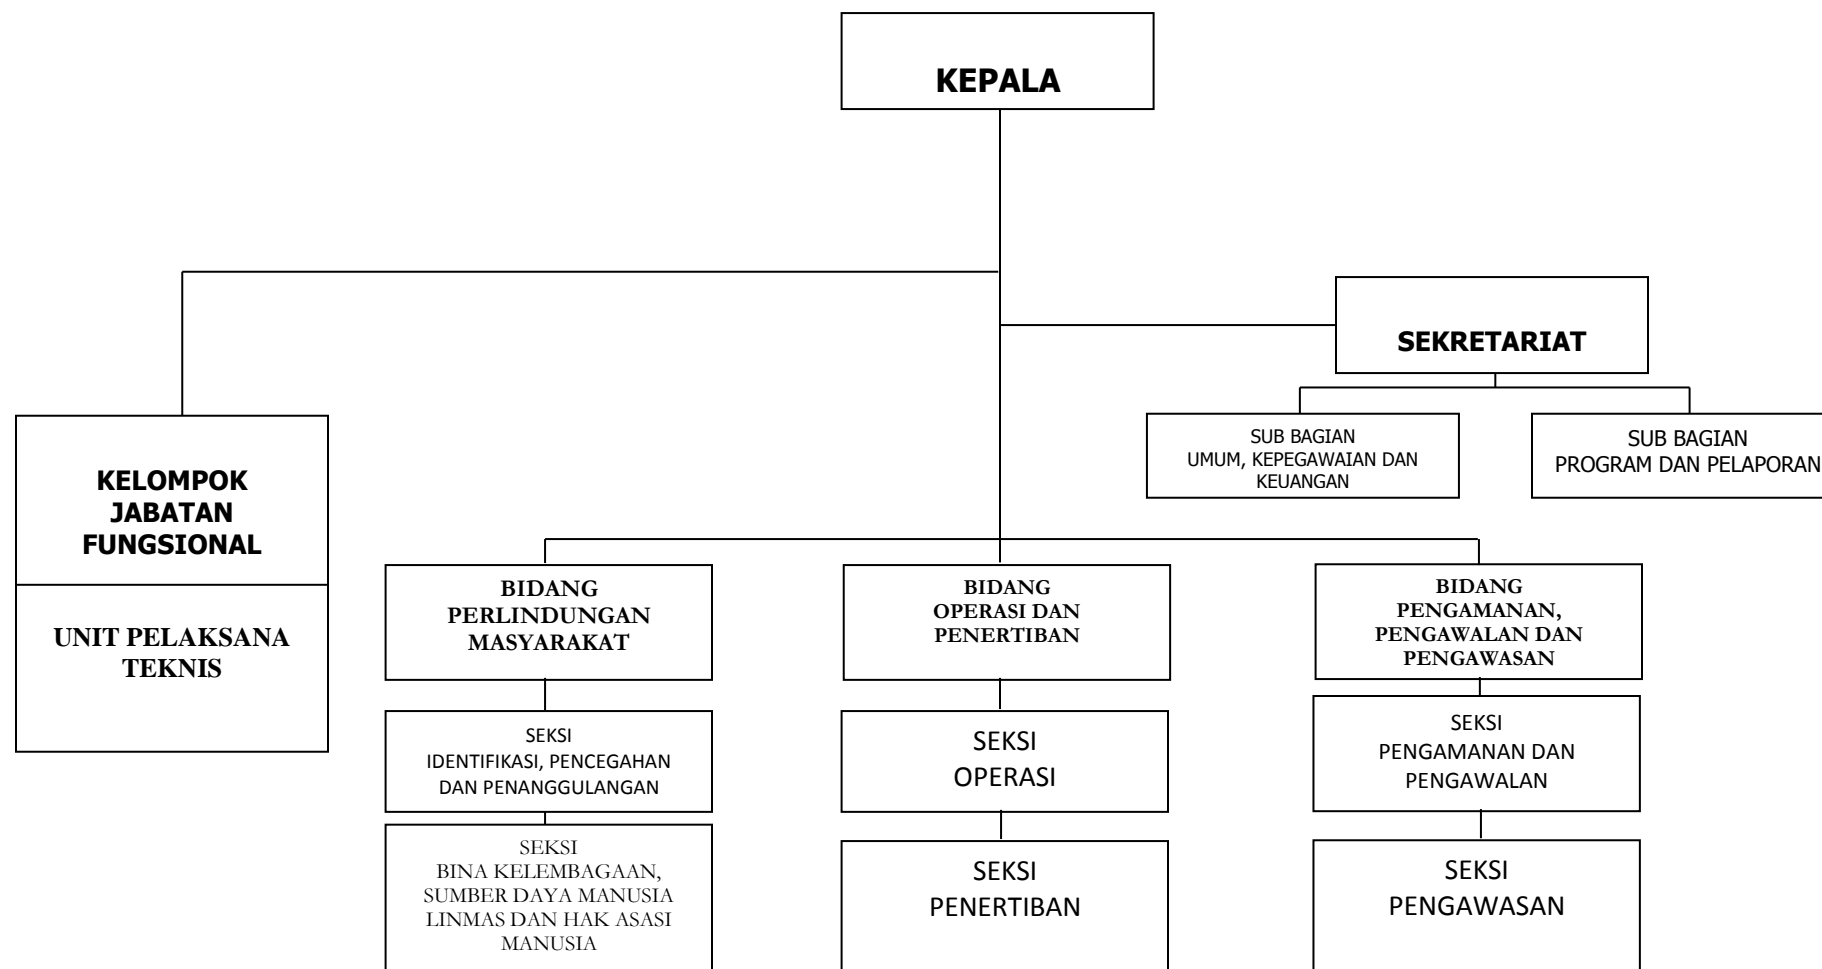 KEPALA
SEKRETARIAT
SUB BAGIAN
UMUM, KEPEGAWAIAN DAN
KEUANGAN
SUB BAGIAN
PROGRAM DAN PELAPORAN
KELOMPOK
JABATAN
FUNGSIONAL
UNIT PELAKSANA
TEKNIS
BIDANG
PERLINDUNGAN
MASYARAKAT
BIDANG
OPERASI DAN
PENERTIBAN
BIDANG
PENGAMANAN,
PENGAWALAN DAN
PENGAWASAN
SEKSI
IDENTIFIKASI, PENCEGAHAN
DAN PENANGGULANGAN
SEKSI
OPERASI
SEKSI
PENGAMANAN DAN
PENGAWALAN
SEKSI
BINA KELEMBAGAAN,
SUMBER DAYA MANUSIA
LINMAS DAN HAK ASASI
MANUSIA
SEKSI
PENERTIBAN
SEKSI
PENGAWASAN